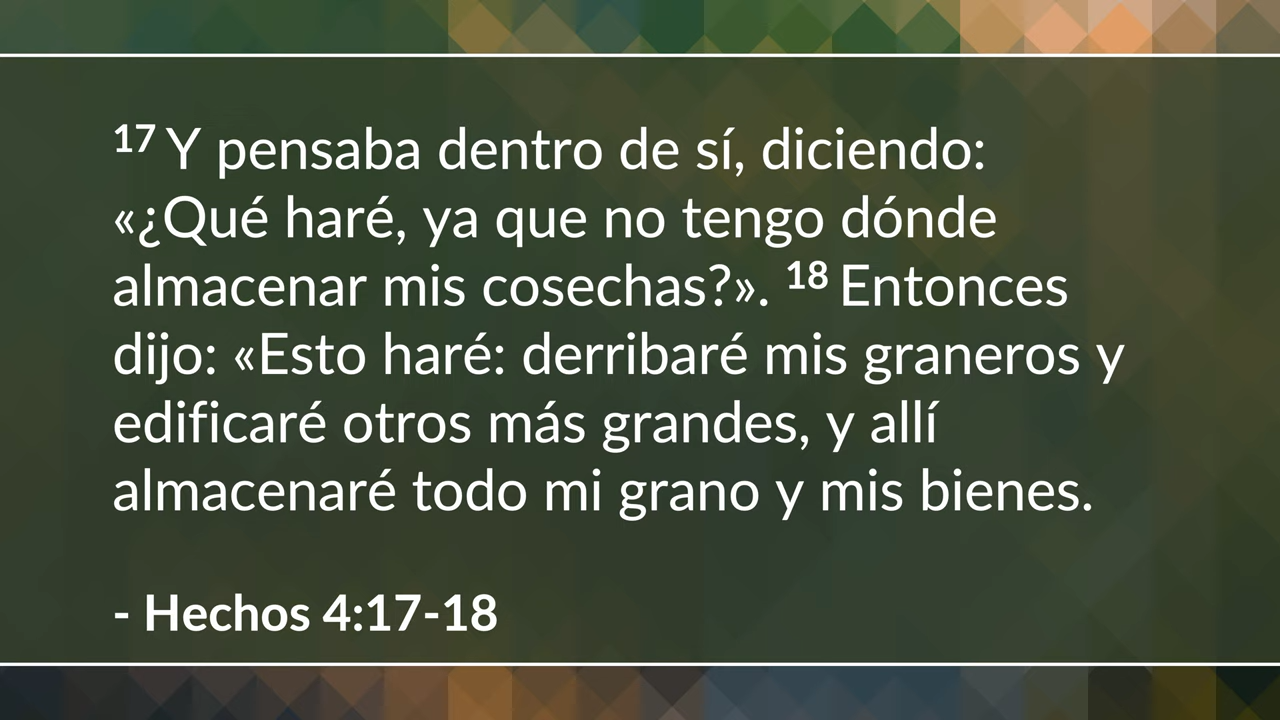 17 Y pensaba dentro de sí, diciendo:
«¿Qué haré, ya que no tengo dónde
almacenar mis cosechas?». 18 Entonces
dijo: «Esto haré: derribaré mis graneros y
edificaré otros más grandes, y allí
almacenaré todo mi grano y mis bienes.
- Hechos 4:17-18